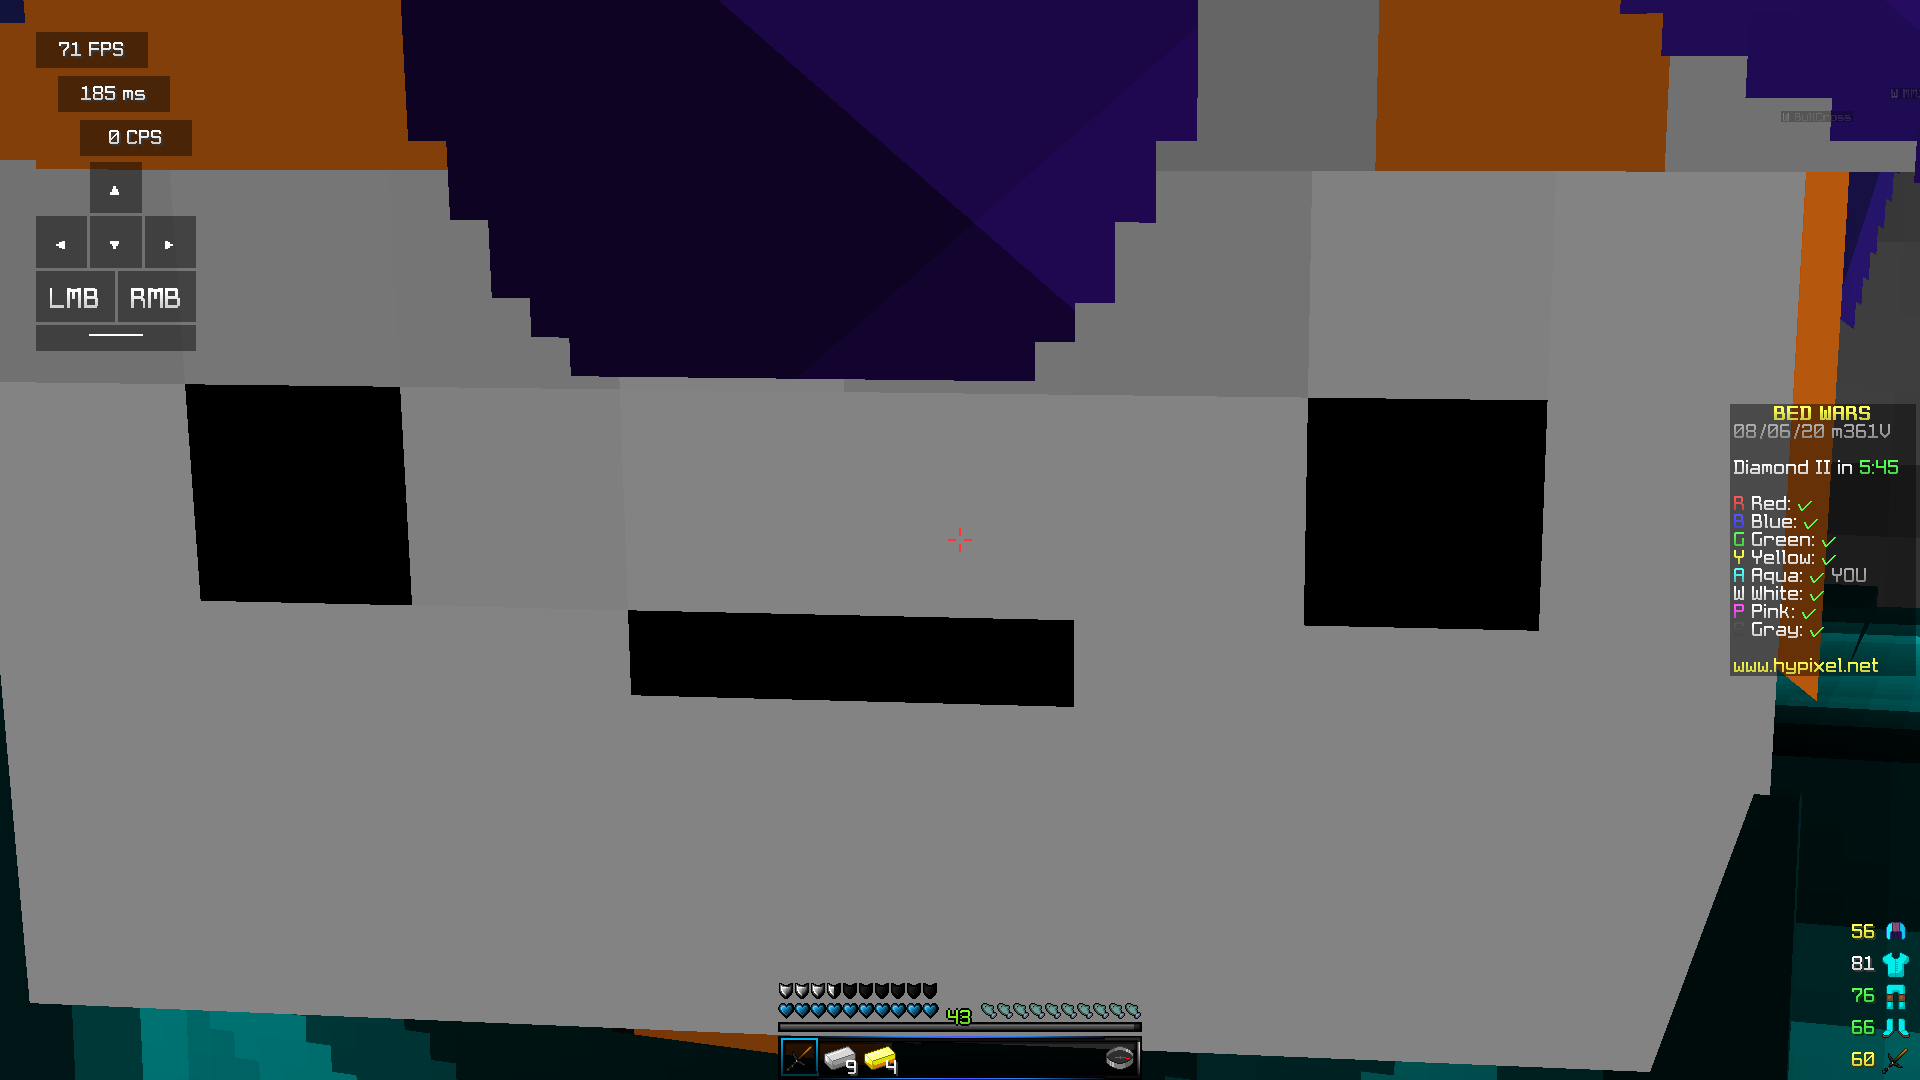 71 FPS
185 ms
0 CPS
LMB RMB
W BullCross
BED WARS
08/06/20 m361V
Diamond II in 5:45
R Red: ✓
B Blue: ✓
G Green: ✓
Y Yellow: ✓
A Aqua: ✓ YOU
W White: ✓
P Pink: ✓
Gray: ✓
www.hypixel.net
56
81
76
66
60
43
9 4